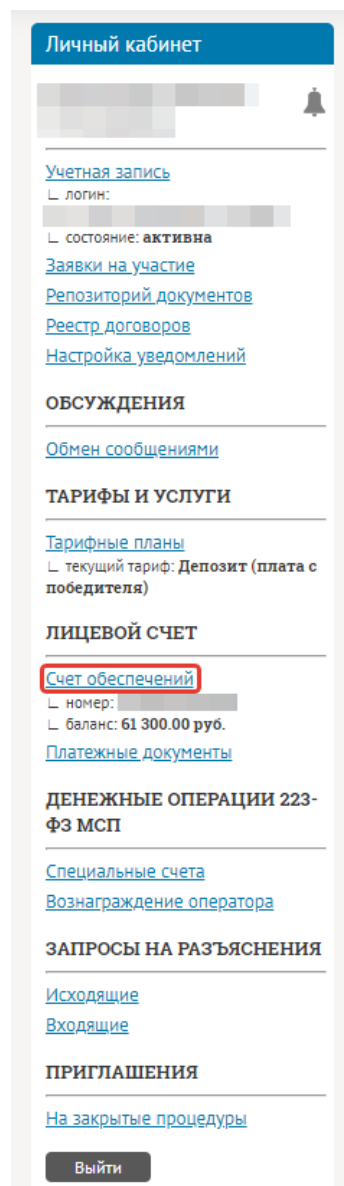 Личный кабинет
Учетная запись
∟ логин:
∟ состояние: активна
Заявки на участие
Репозиторий документов
Реестр договоров
Настройка уведомлений
ОБСУЖДЕНИЯ
Обмен сообщениями
ТАРИФЫ И УСЛУГИ
Тарифные планы
∟ текущий тариф: Депозит (плата с
победителя)
ЛИЦЕВОЙ СЧЕТ
Счет обеспечений
∟ номер:
∟ баланс: 61 300.00 руб.
Платежные документы
ДЕНЕЖНЫЕ ОПЕРАЦИИ 223-
ФЗ МСП
Специальные счета
Вознаграждение оператора
ЗАПРОСЫ НА РАЗЪЯСНЕНИЯ
Исходящие
Входящие
ПРИГЛАШЕНИЯ
На закрытые процедуры
Выйти